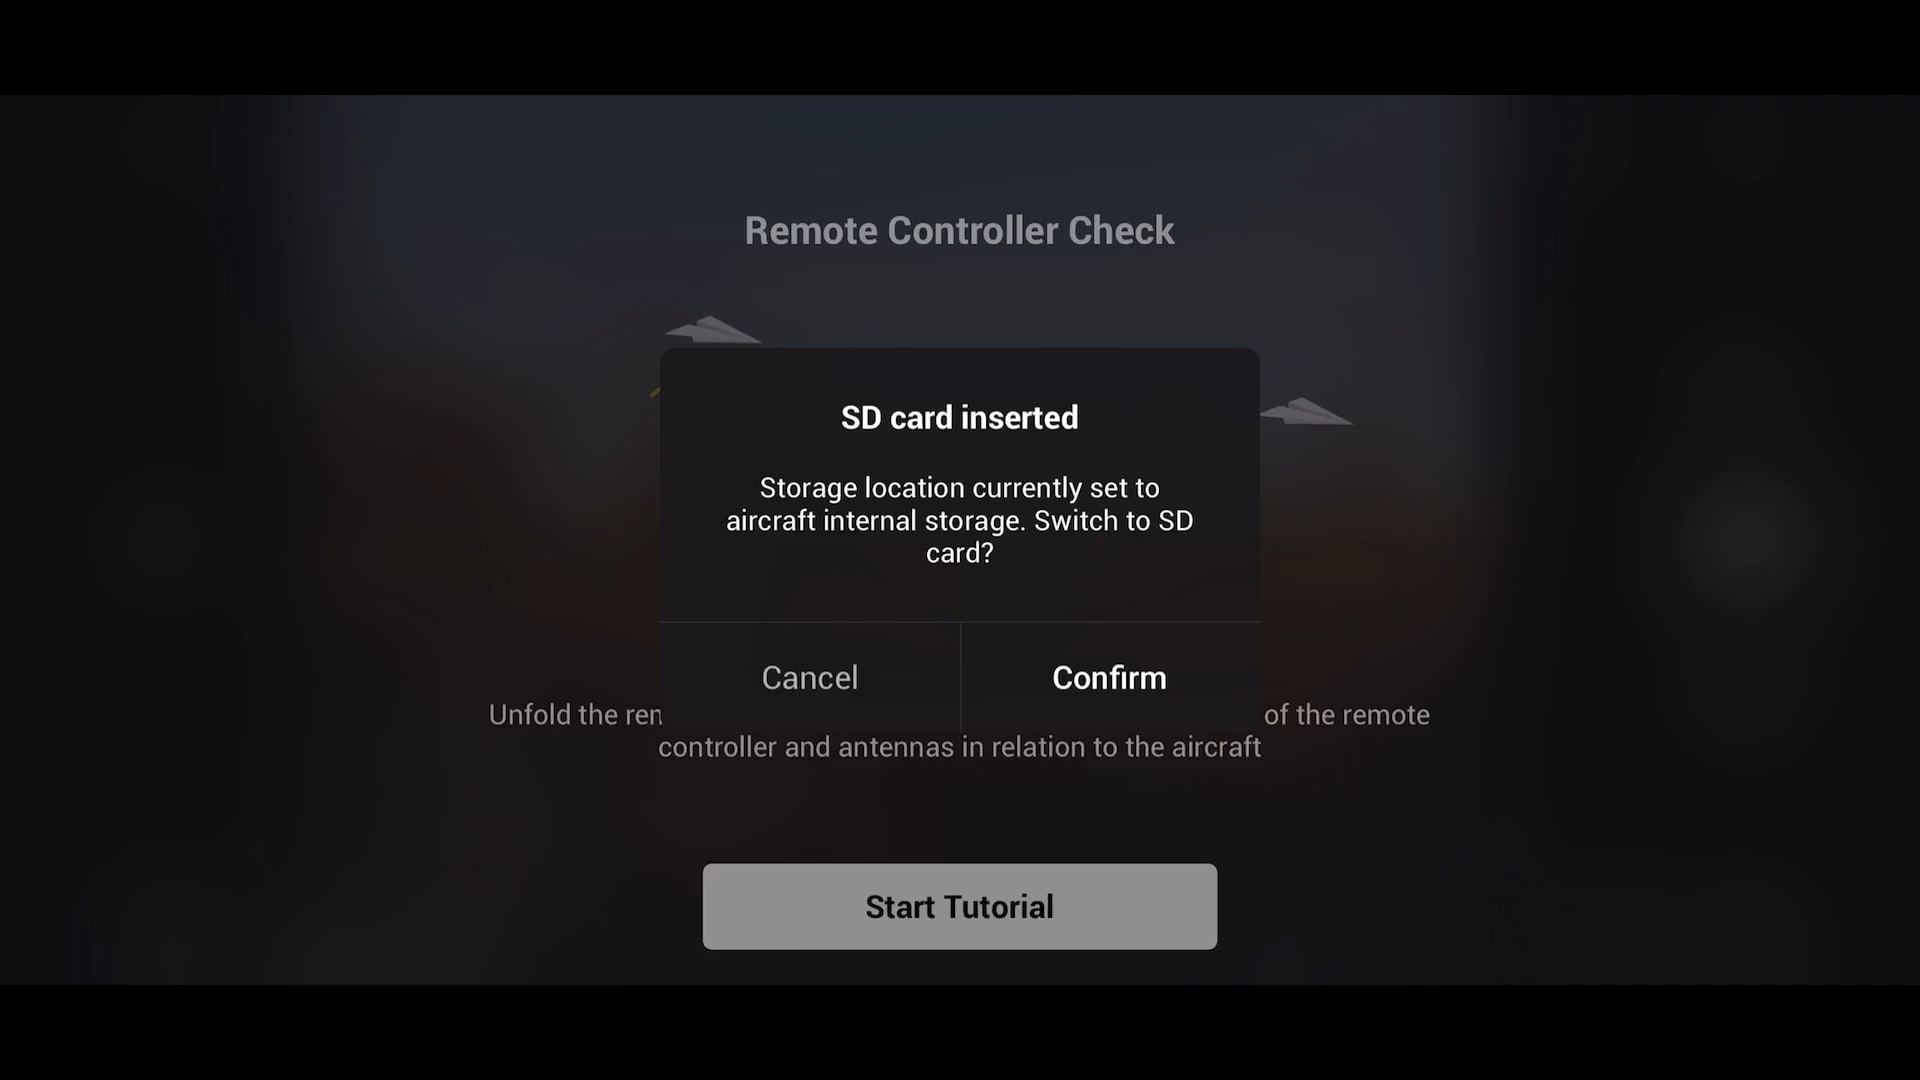 Remote Controller Check
SD card inserted
Storage location currently set to
aircraft internal storage. Switch to SD
card?
Cancel
Confirm
Unfold the of the remote
controller and antennas in relation to the aircraft
Start Tutorial